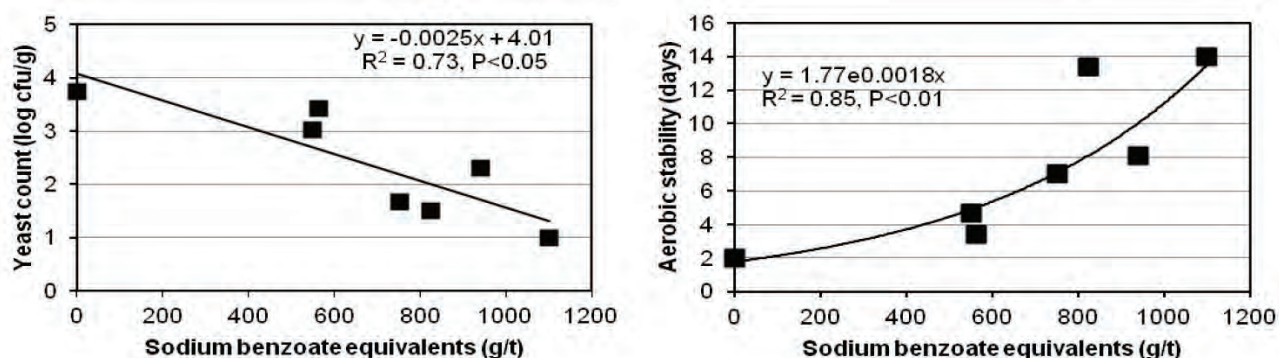 y = -0.0025x + 4.01
R² = 0.73, P<0.05
Yeast count (log cfu/g)
5
4
3
2
1
0
0 200 400 600 800 1000 1200
Sodium benzoate equivalents (g/t)
y = 1.77e0.0018x
R² = 0.85, P<0.01
Aerobic stability (days)
16
14
12
10
8
6
4
2
0
0 200 400 600 800 1000 1200
Sodium benzoate equivalents (g/t)